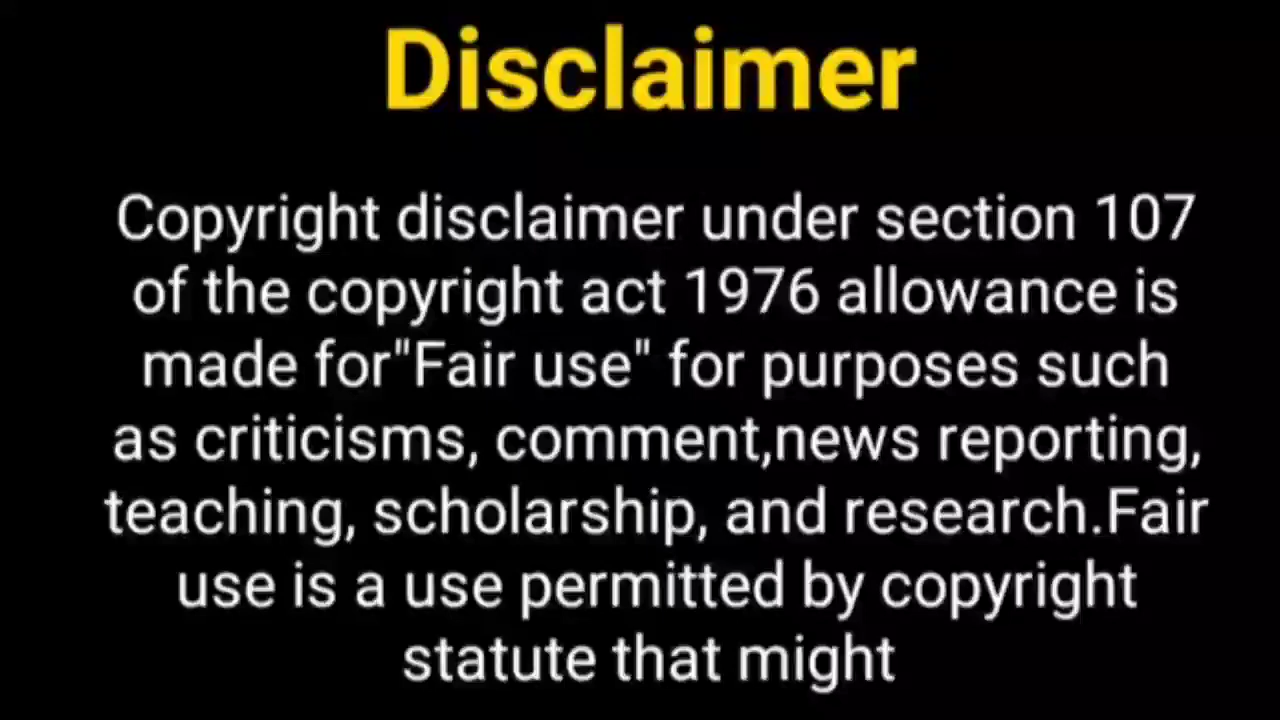 Disclaimer
Copyright disclaimer under section 107
of the copyright act 1976 allowance is
made for"Fair use" for purposes such
as criticisms, comment,news reporting,
teaching, scholarship, and research.Fair
use is a use permitted by copyright
statute that might